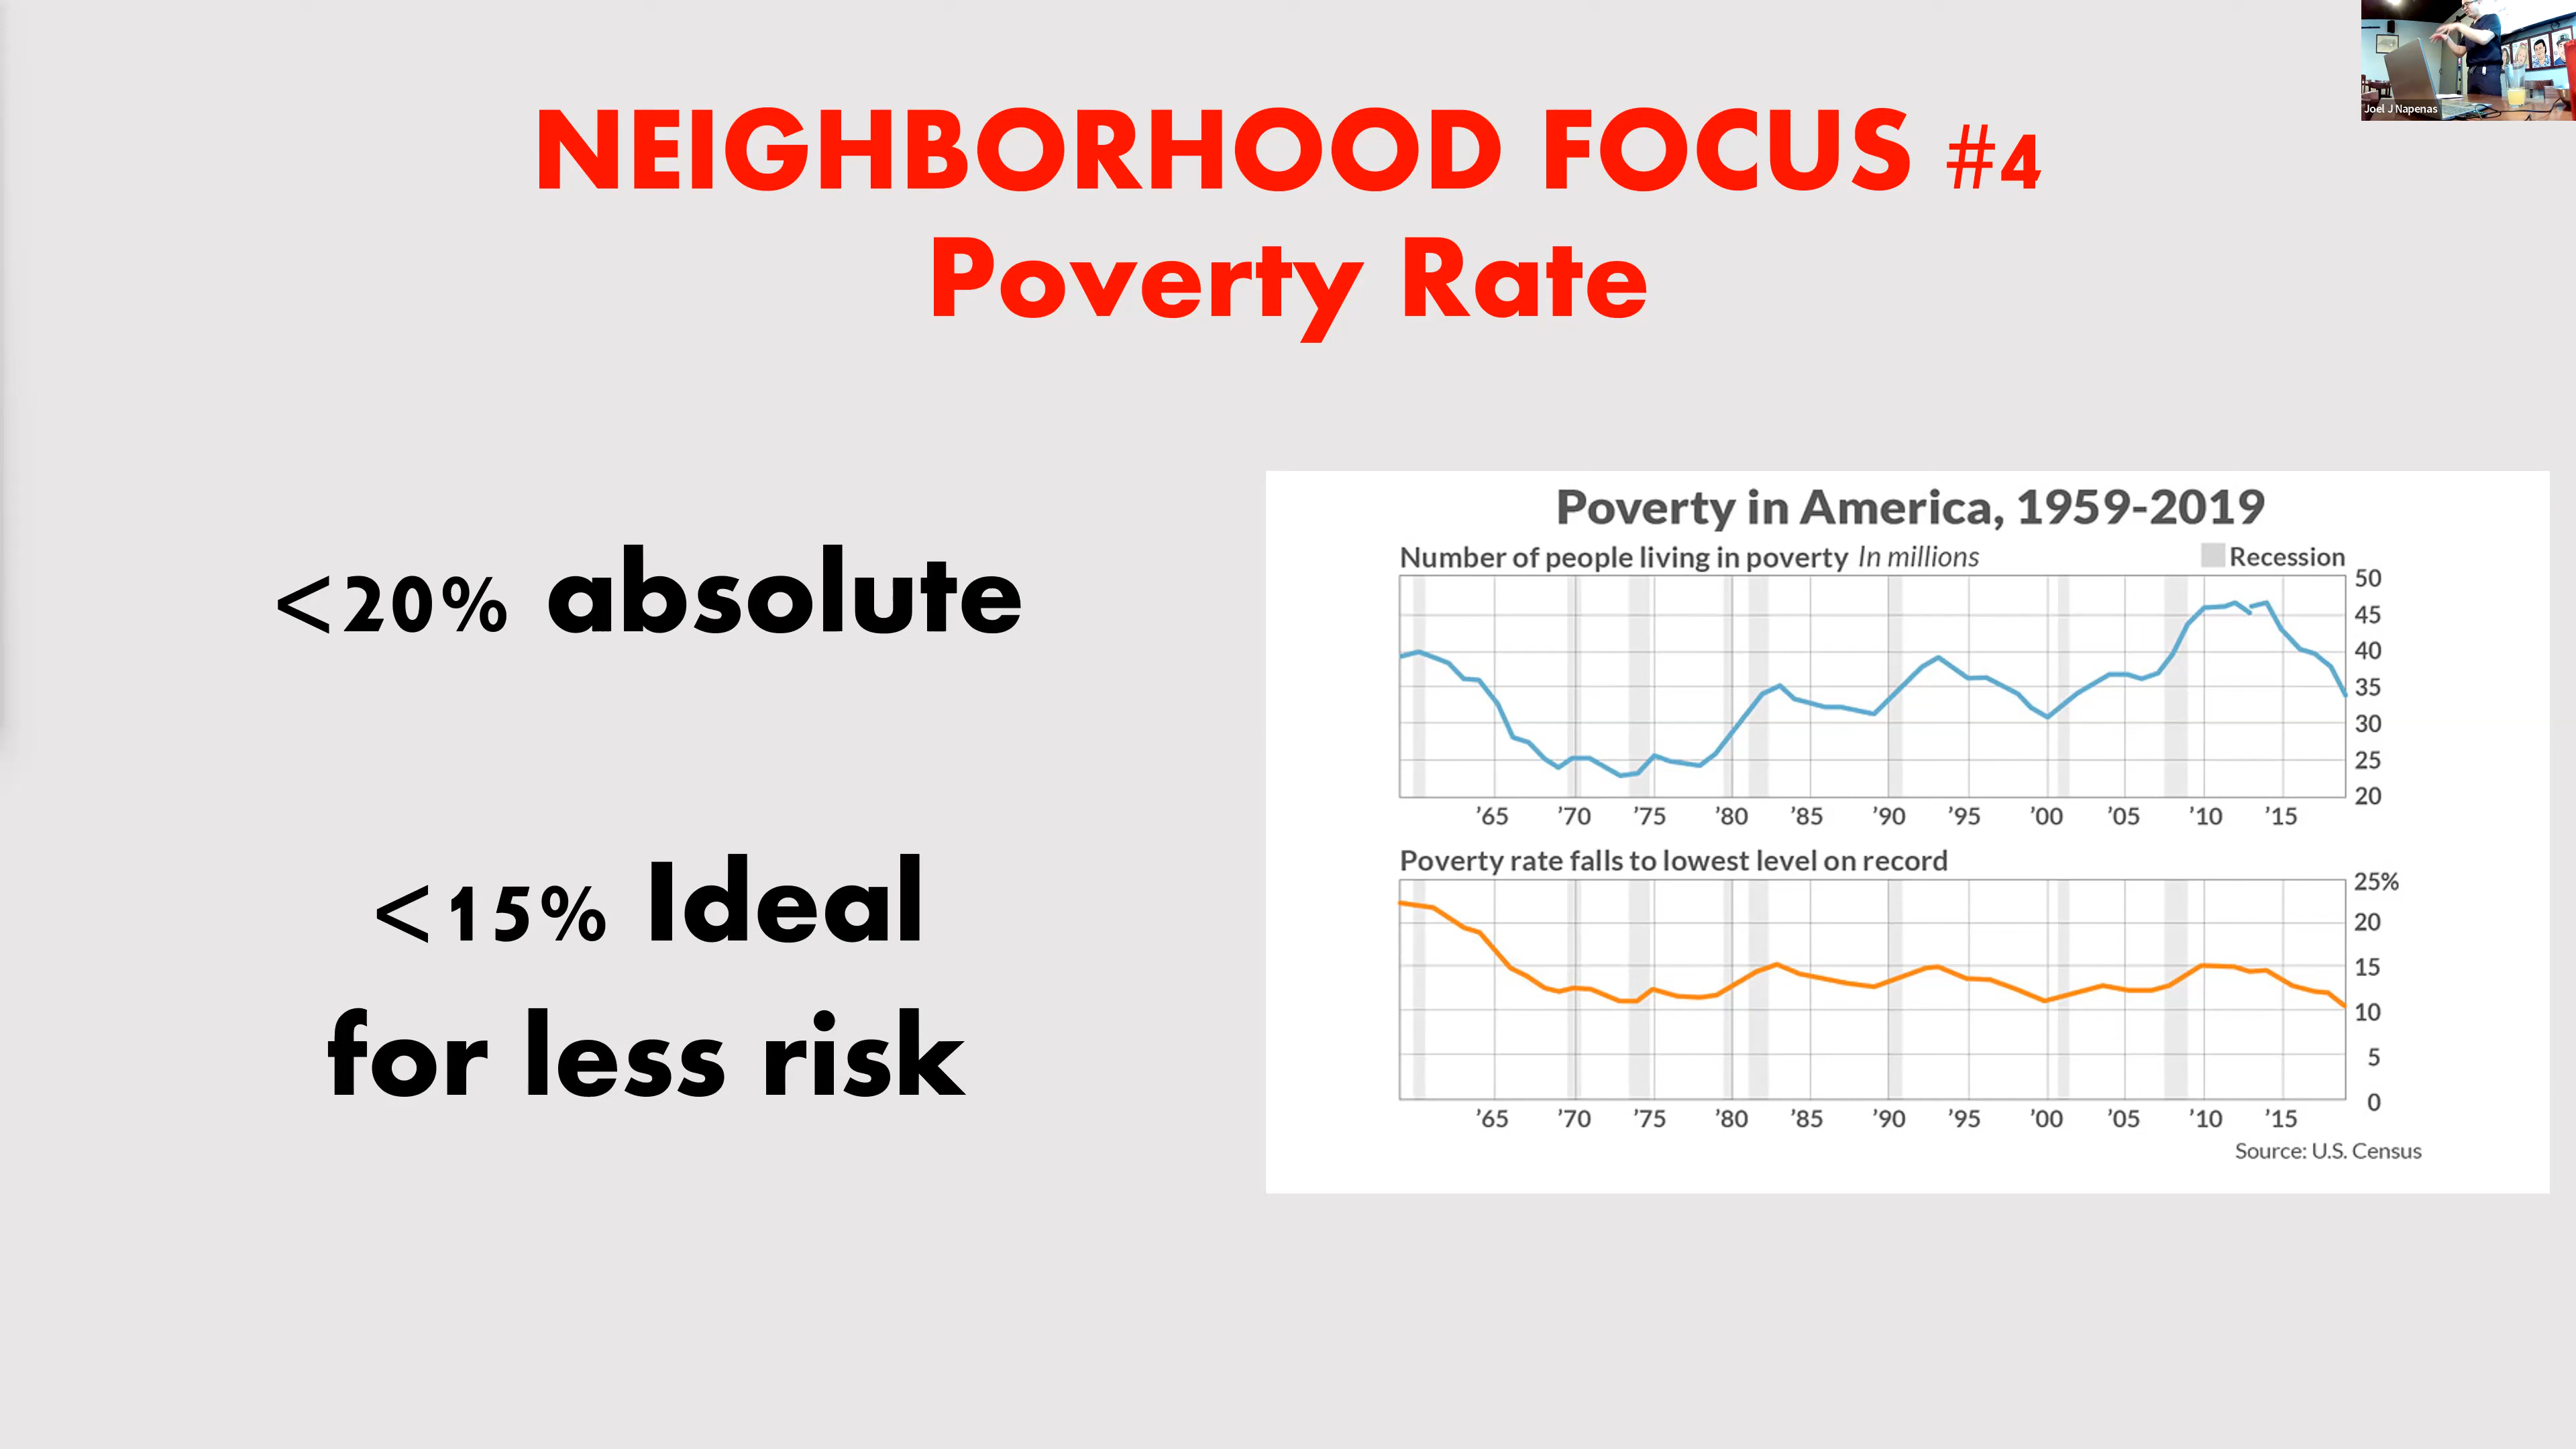 Joel J Napenas
NEIGHBORHOOD FOCUS #4
Poverty Rate
<20% absolute
<15% Ideal
for less risk
Poverty in America, 1959-2019
Number of people living in poverty In millions
Recession
50
45
40
35
30
25
20
’65 ’70 ’75 ’80 ’85 ’90 ’95 ’00 ’05 ’10 ’15
Poverty rate falls to lowest level on record
25%
20
15
10
5
0
’65 ’70 ’75 ’80 ’85 ’90 ’95 ’00 ’05 ’10 ’15
Source: U.S. Census